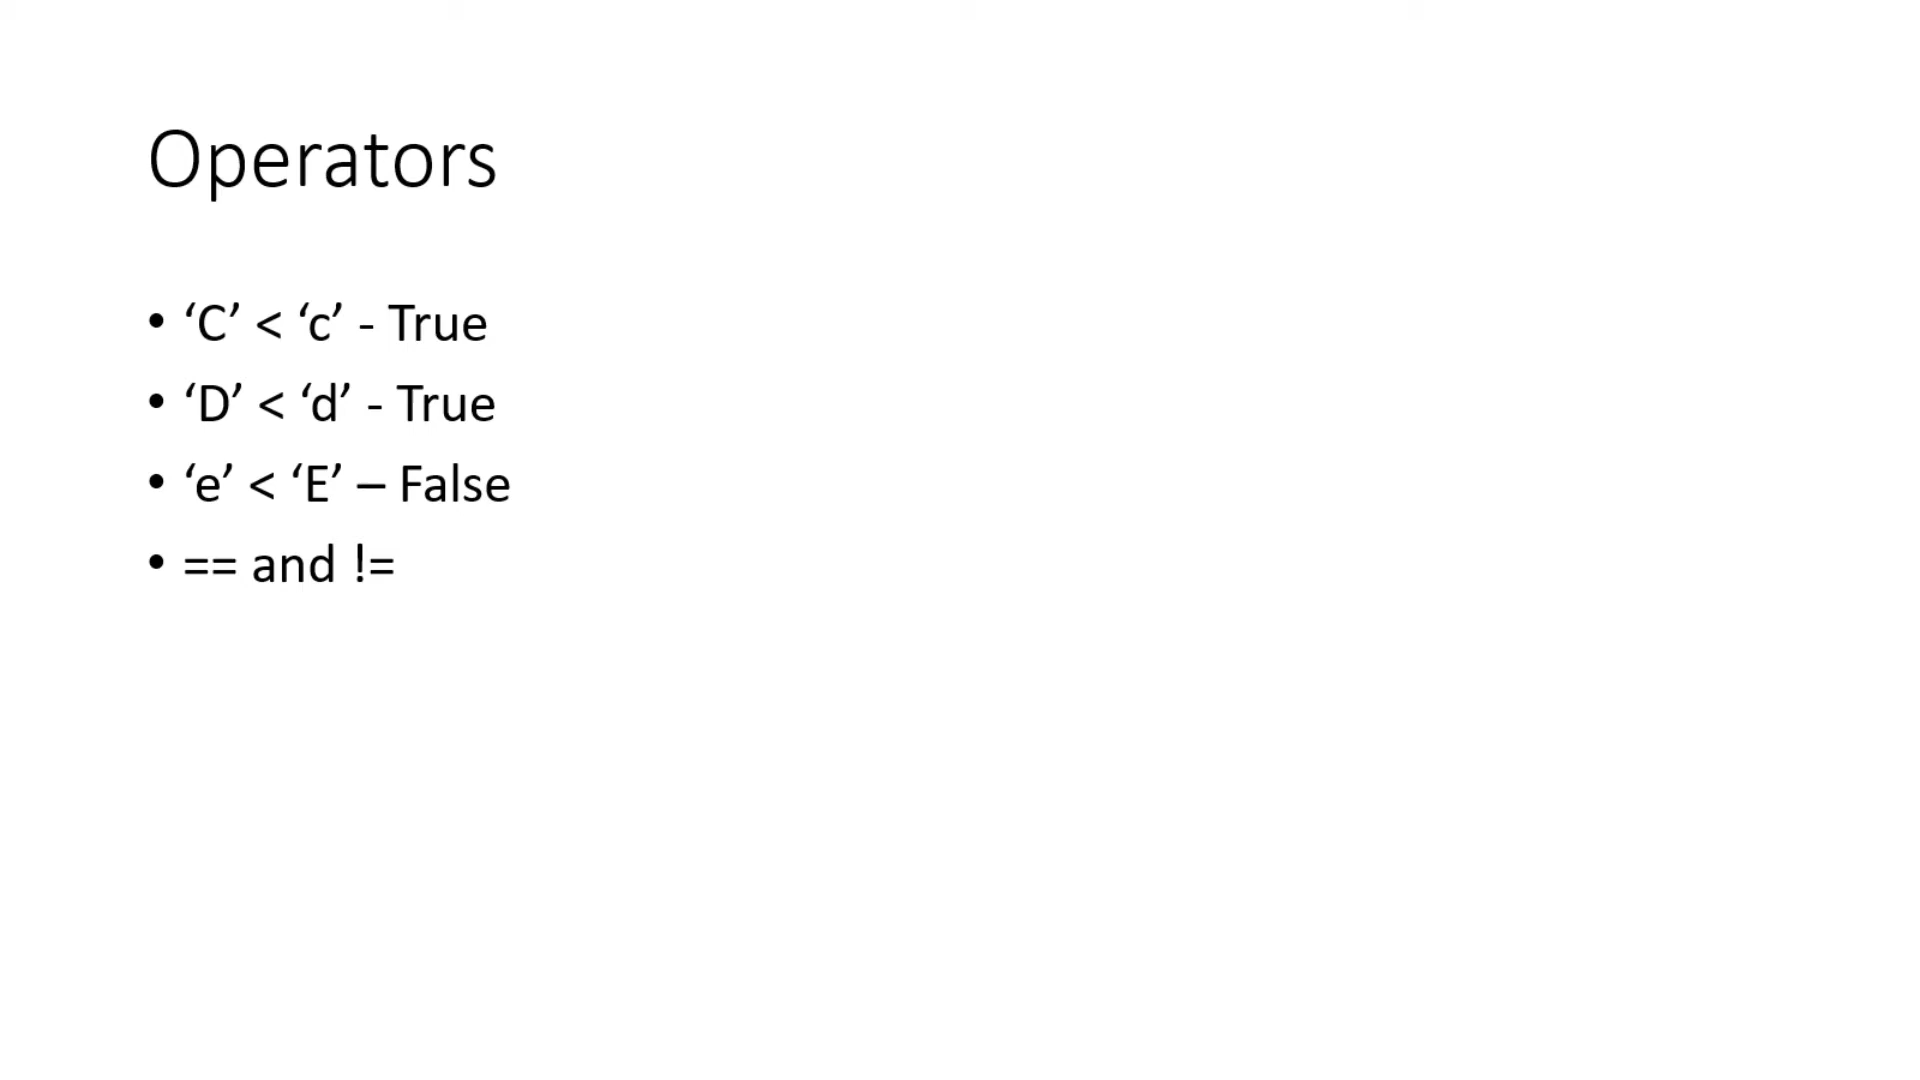 Operators
• ‘C’ < ‘c’ - True
• ‘D’ < ‘d’ - True
• ‘e’ < ‘E’ – False
• == and !=